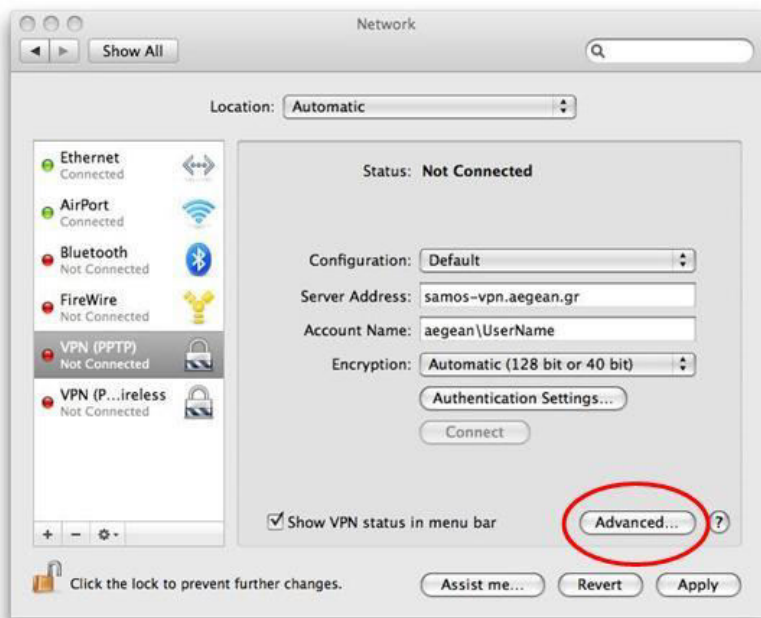 Network
Show All
Location: Automatic
Ethernet
Connected
AirPort
Connected
Bluetooth
Not Connected
FireWire
Not Connected
VPN (PPTP)
Not Connected
VPN (P...ireless
Not Connected
Status: Not Connected
Configuration: Default
Server Address: samos-vpn.aegean.gr
Account Name: aegean\UserName
Encryption: Automatic (128 bit or 40 bit)
Authentication Settings...
Connect
Show VPN status in menu bar
Advanced... ?
Click the lock to prevent further changes.
Assist me... Revert Apply